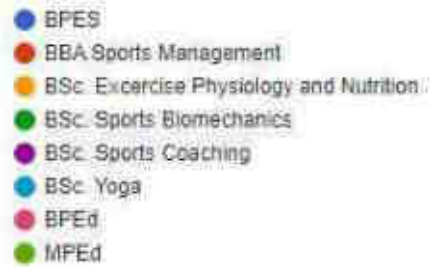 BPES
BBA Sports Management
BSc. Excercise Physiology and Nutrition
BSc. Sports Biomechanics
BSc. Sports Coaching
BSc. Yoga
BPEd
MPEd